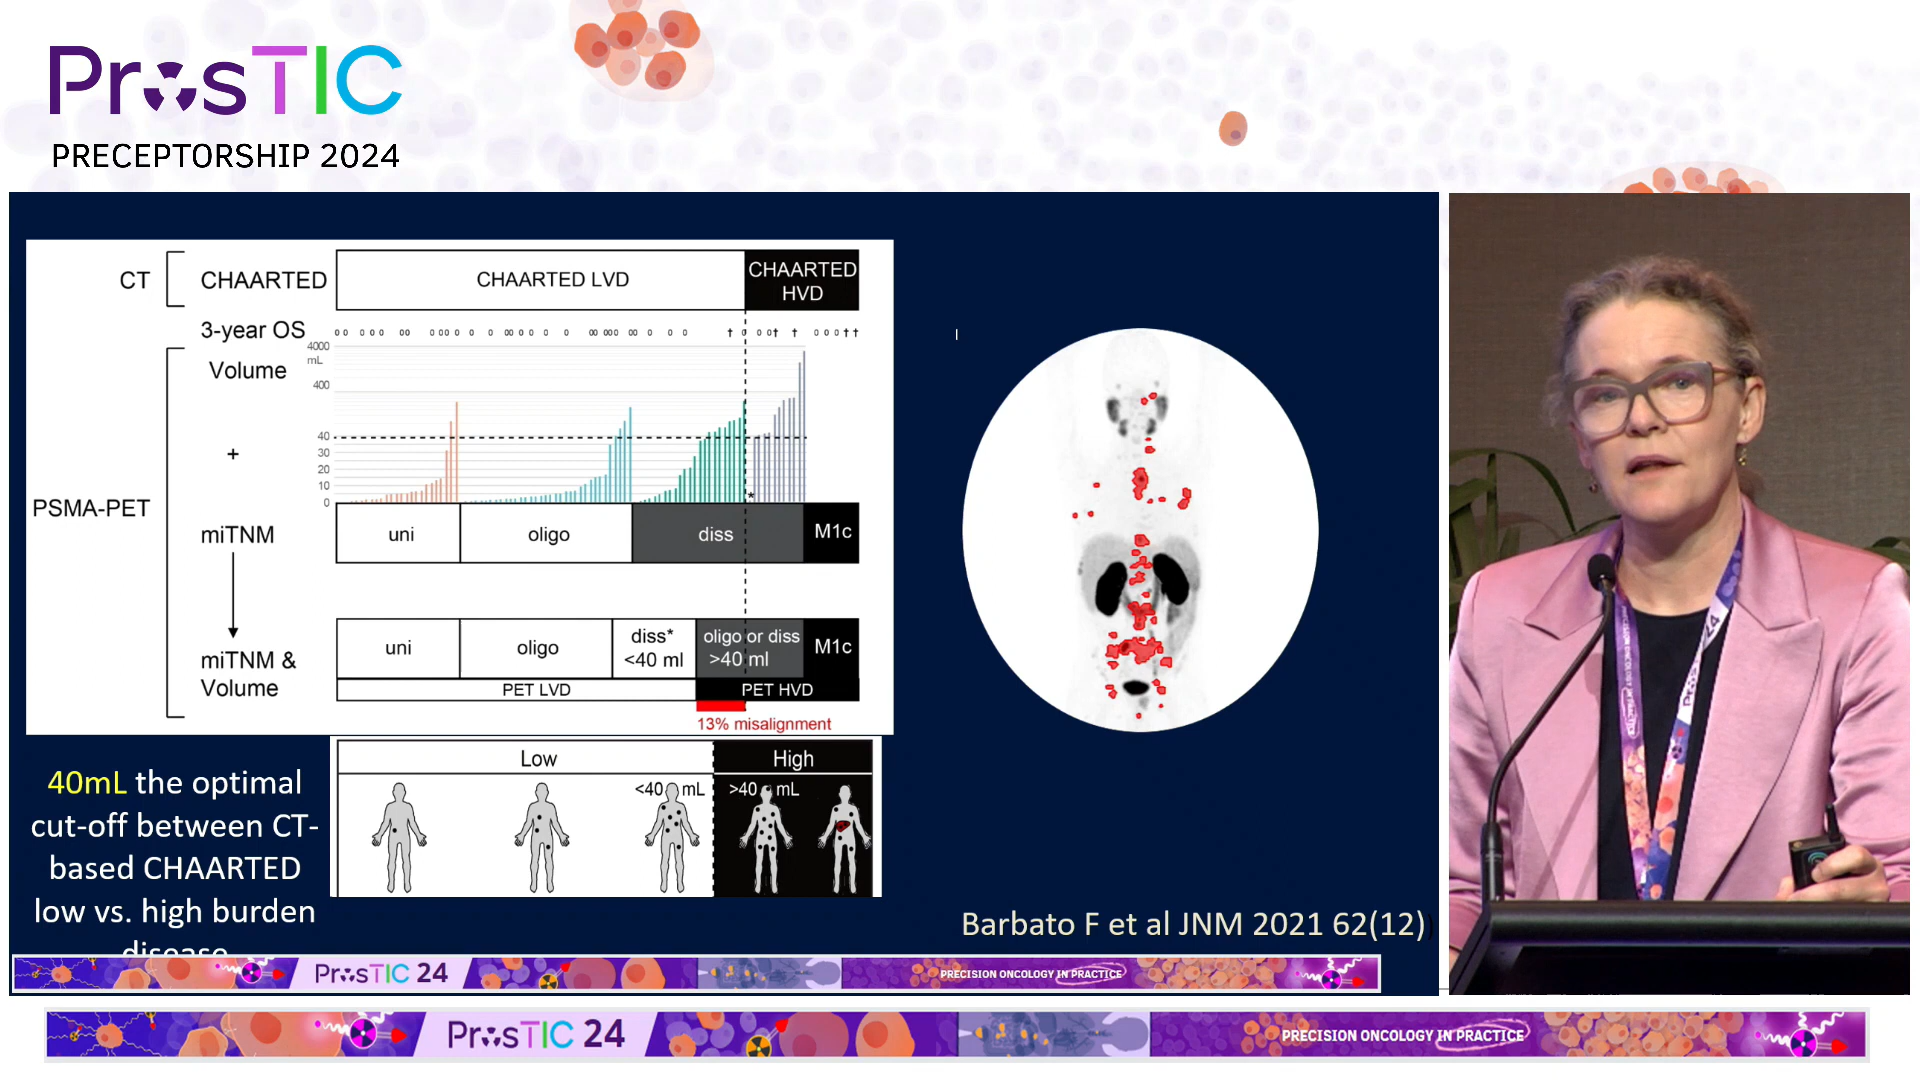 ProsTIC
PRECEPTORSHIP 2024
CT
CHAARTED
CHAARTED LVD
CHAARTED
HVD
3-year OS
Volume
4000
mL
400
40
30
20
10
0
+
PSMA-PET
miTNM
uni
oligo
diss
M1c
*
miTNM &
Volume
uni
oligo
diss*
<40 ml
oligo or diss
>40 ml
M1c
PET LVD
PET HVD
13% misalignment
Low
High
<40 mL
>40 mL
40mL the optimal
cut-off between CT-
based CHAARTED
low vs. high burden
disease
Barbato F et al JNM 2021 62(12)
ProsTIC 24
PRECISION ONCOLOGY IN PRACTICE
ProsTIC 24
PRECISION ONCOLOGY IN PRACTICE